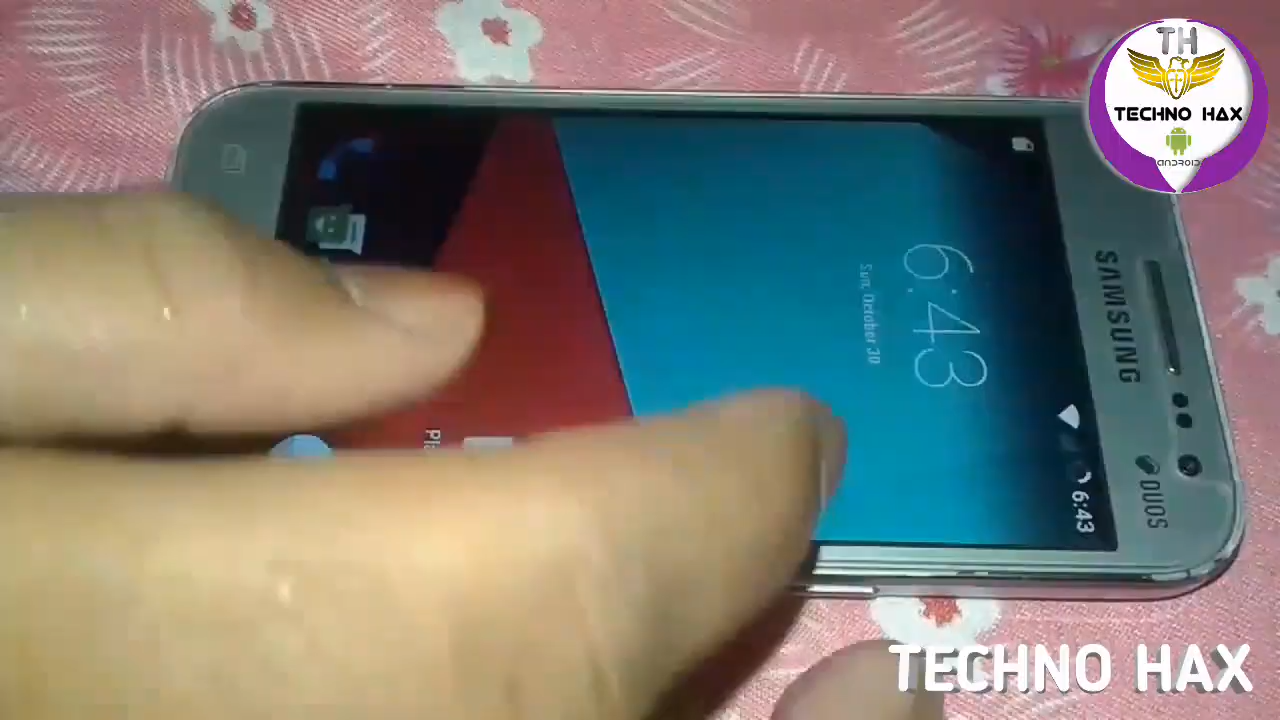 TH
TECHNO HAX
ANDROID
6:43
Sun, October 30
SAMSUNG
DUOS
6:43
TECHNO HAX